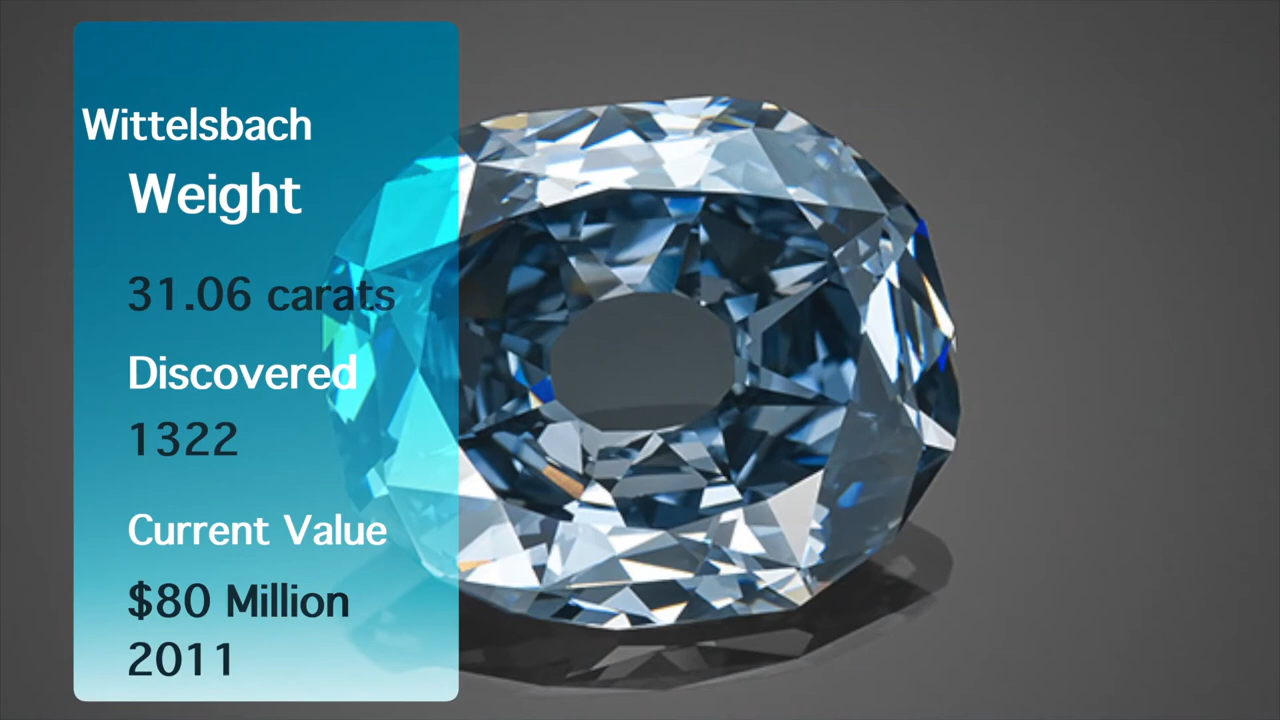 Wittelsbach
Weight
31.06 carats
Discovered
1322
Current Value
$80 Million
2011